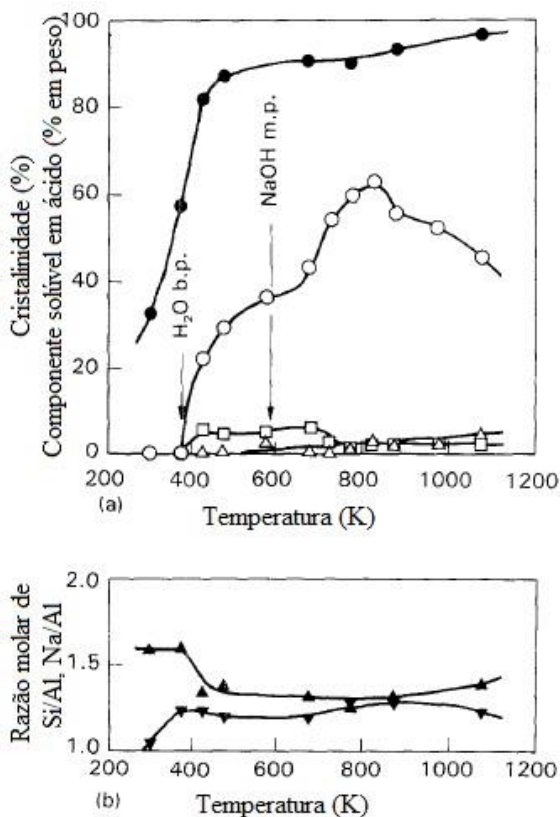 100
80
60
40
20
0
Cristalinidade (%)
Componente solúvel em ácido (% em peso)
H₂O b.p.
NaOH m.p.
200 400 600 800 1000 1200
(a) Temperatura (K)
2.0
1.5
1.0
Razão molar de
Si/Al, Na/Al
200 400 600 800 1000 1200
(b) Temperatura (K)